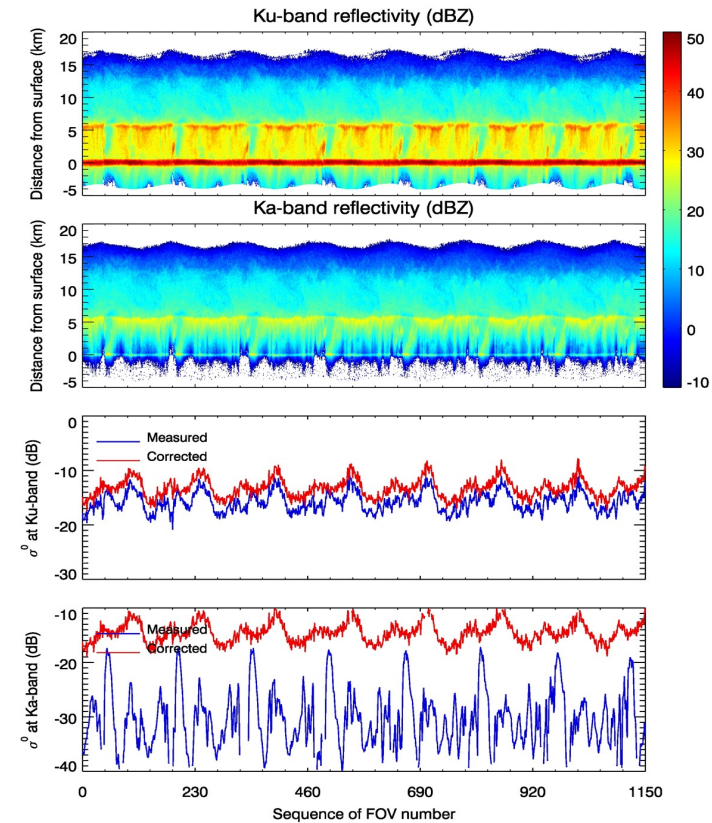 Ku-band reflectivity (dBZ)
20
15
10
5
0
-5
Distance from surface (km)
50
40
30
20
10
0
-10
Ka-band reflectivity (dBZ)
20
15
10
5
0
-5
Distance from surface (km)
0
-10
-20
-30
σ⁰ at Ku-band (dB)
Measured
Corrected
-10
-20
-30
-40
σ⁰ at Ka-band (dB)
Measured
Corrected
0 230 460 690 920 1150
Sequence of FOV number